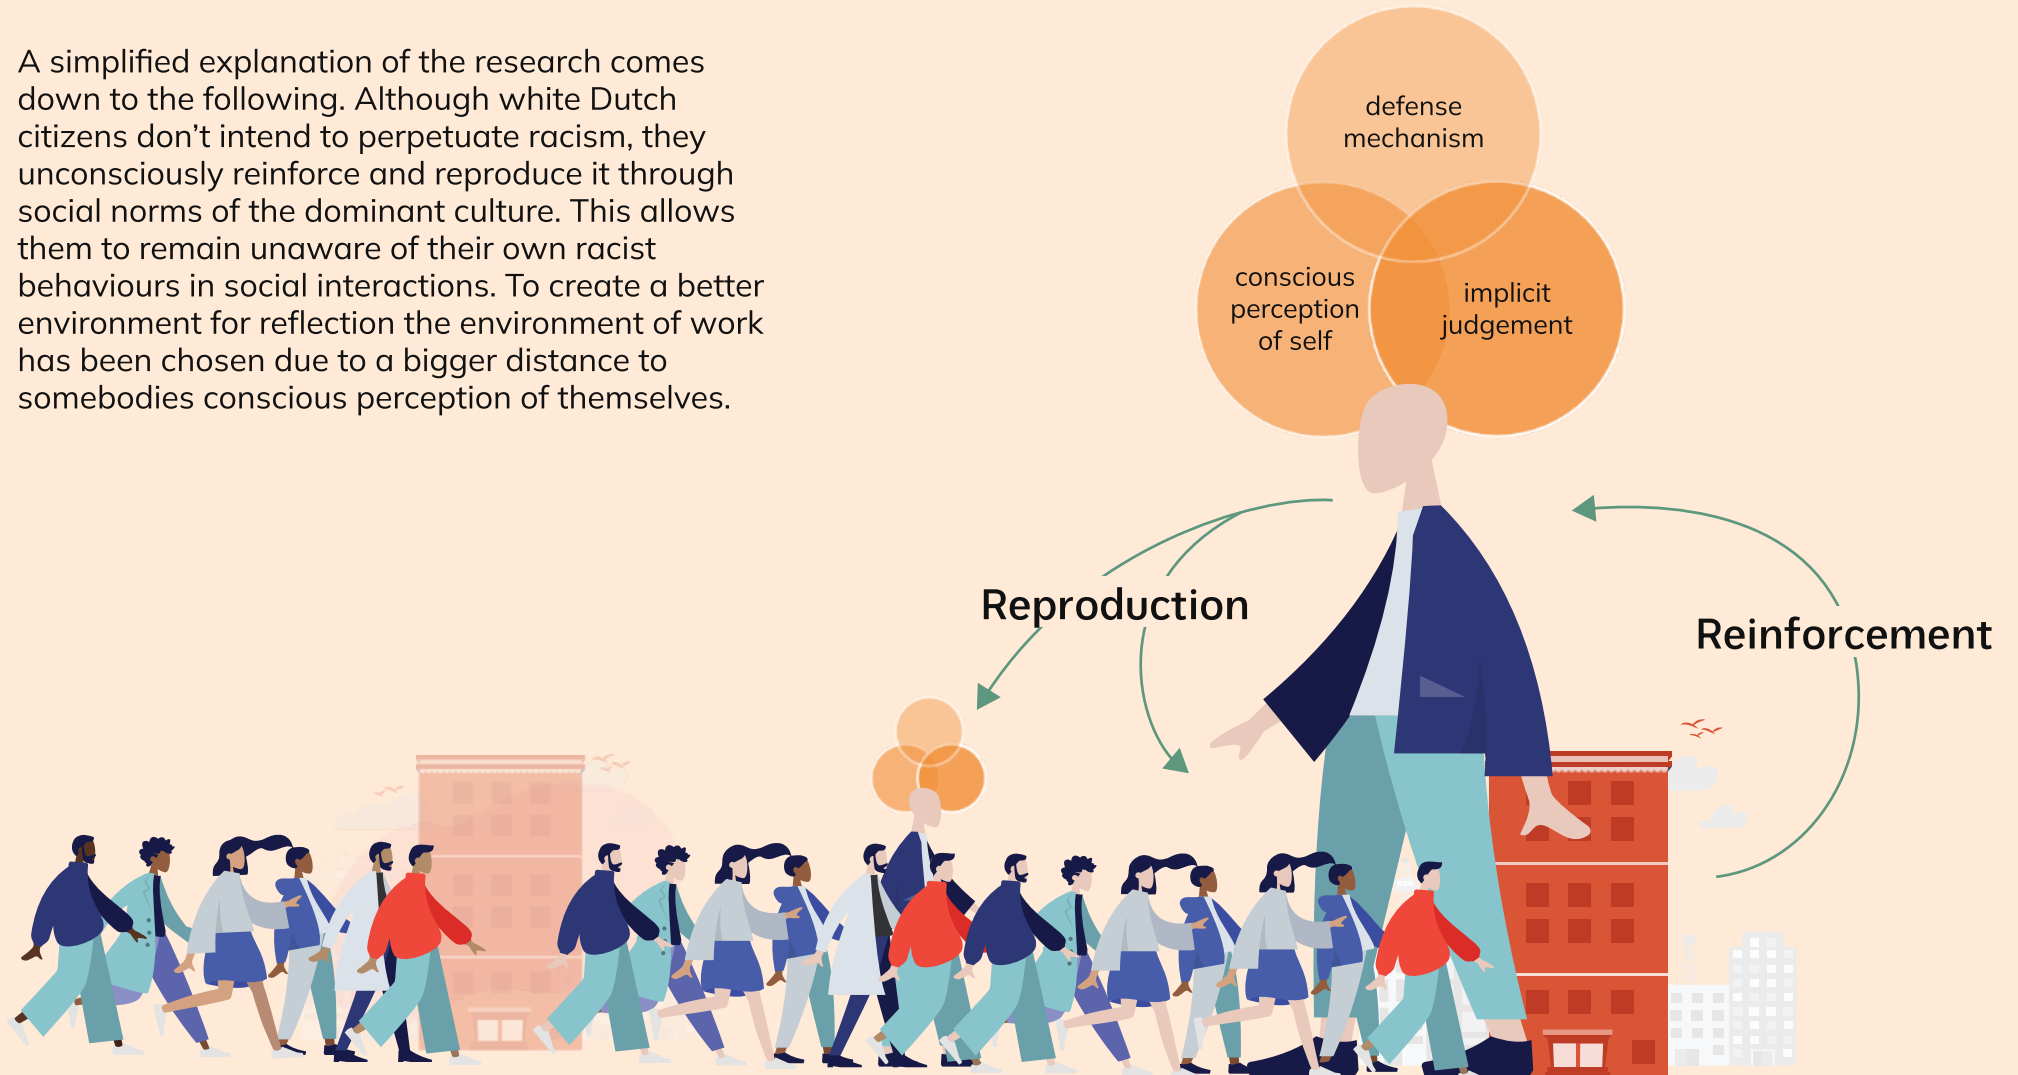 A simplified explanation of the research comes
down to the following. Although white Dutch
citizens don’t intend to perpetuate racism, they
unconsciously reinforce and reproduce it through
social norms of the dominant culture. This allows
them to remain unaware of their own racist
behaviours in social interactions. To create a better
environment for reflection the environment of work
has been chosen due to a bigger distance to
somebodies conscious perception of themselves.
defense
mechanism
conscious
perception
of self
implicit
judgement
Reproduction
Reinforcement